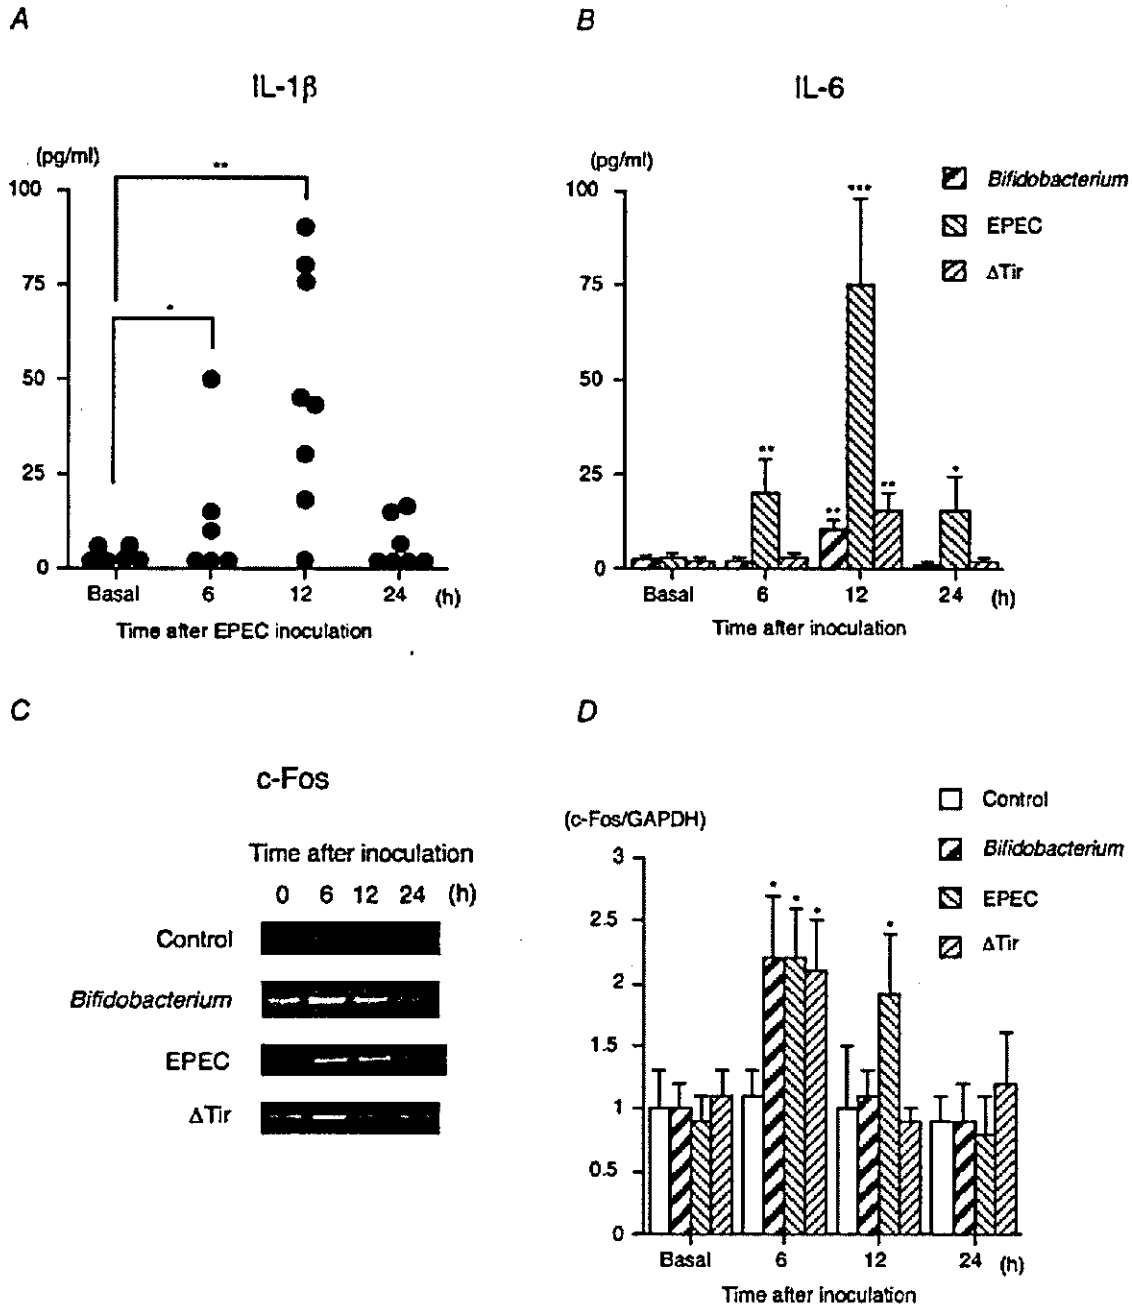 A
IL-1β
(pg/ml)
100
75
50
25
0
**
*
Basal 6 12 24 (h)
Time after EPEC inoculation
B
IL-6
(pg/ml)
100
75
50
25
0
Bifidobacterium
EPEC
ΔTir
**
**
***
**
*
Basal 6 12 24 (h)
Time after inoculation
C
c-Fos
Time after inoculation
0 6 12 24 (h)
Control
Bifidobacterium
EPEC
ΔTir
D
(c-Fos/GAPDH)
3
2.5
2
1.5
1
0.5
0
Control
Bifidobacterium
EPEC
ΔTir
* * *
*
Basal 6 12 24 (h)
Time after inoculation